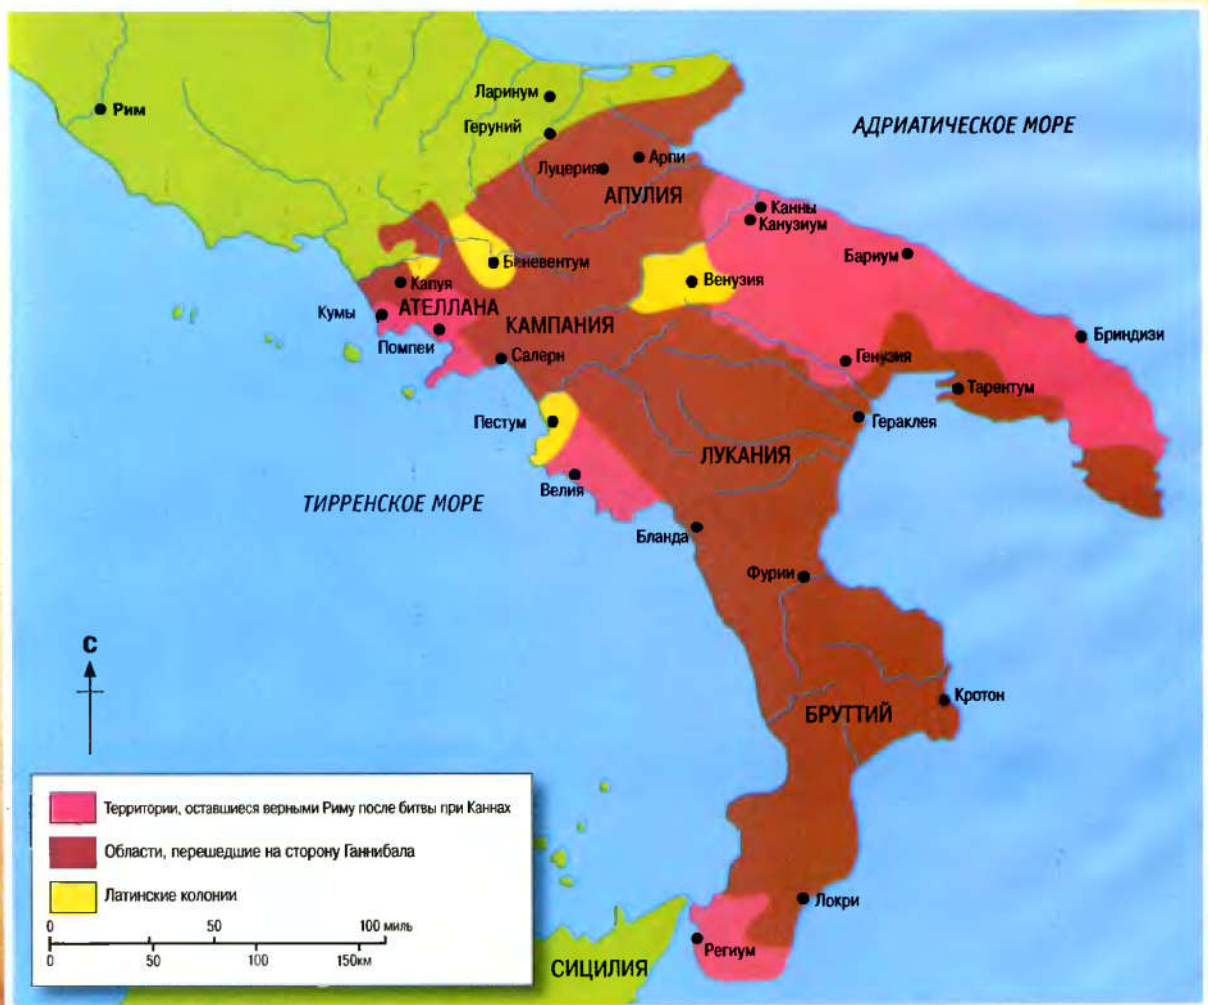 Рим
Ларинум
Геруний
АДРИАТИЧЕСКОЕ МОРЕ
Луцерия
Арпи
АПУЛИЯ
Канны
Канузиум
Бариум
Беневентум
Венузия
Капуя
АТЕЛЛАНА
Кумы
КАМПАНИЯ
Помпеи
Салерн
Генузия
Бриндизи
Тарентум
Пестум
Гераклея
ЛУКАНИЯ
Велия
ТИРРЕНСКОЕ МОРЕ
Бланда
Фурии
С
Кротон
БРУТТИЙ
Территории, оставшиеся верными Риму после битвы при Каннах
Области, перешедшие на сторону Ганнибала
Латинские колонии
0 50 100 миль
0 50 100 150км
Локри
Региум
СИЦИЛИЯ